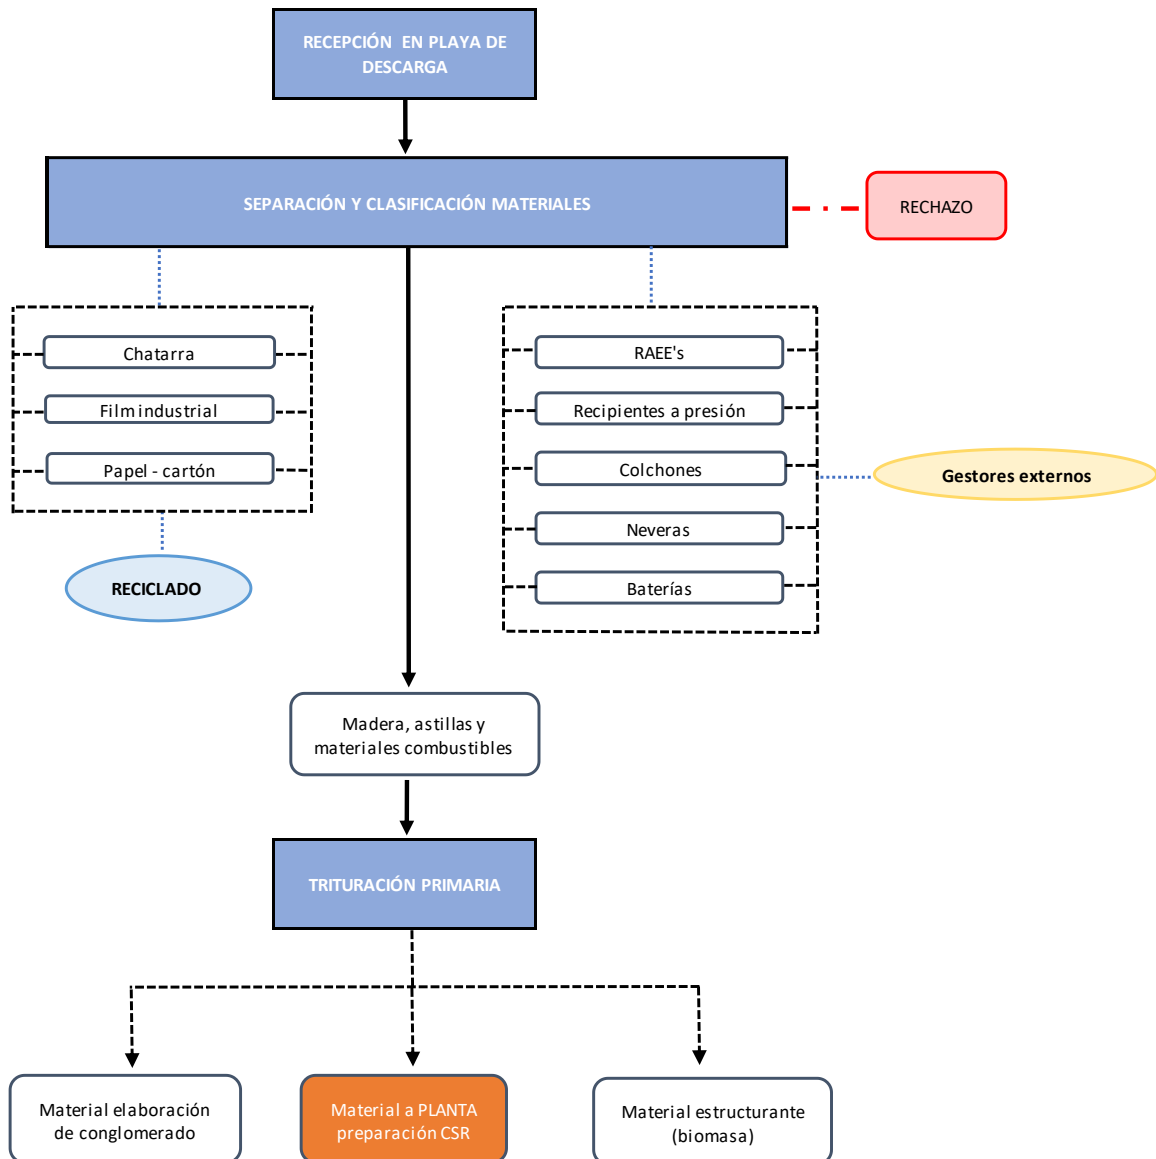 RECEPCIÓN EN PLAYA DE
DESCARGA
SEPARACIÓN Y CLASIFICACIÓN MATERIALES
RECHAZO
Chatarra
Film industrial
Papel - cartón
RECICLADO
RAEE's
Recipientes a presión
Colchones
Neveras
Baterías
Gestores externos
Madera, astillas y
materiales combustibles
TRITURACIÓN PRIMARIA
Material elaboración
de conglomerado
Material a PLANTA
preparación CSR
Material estructurante
(biomasa)